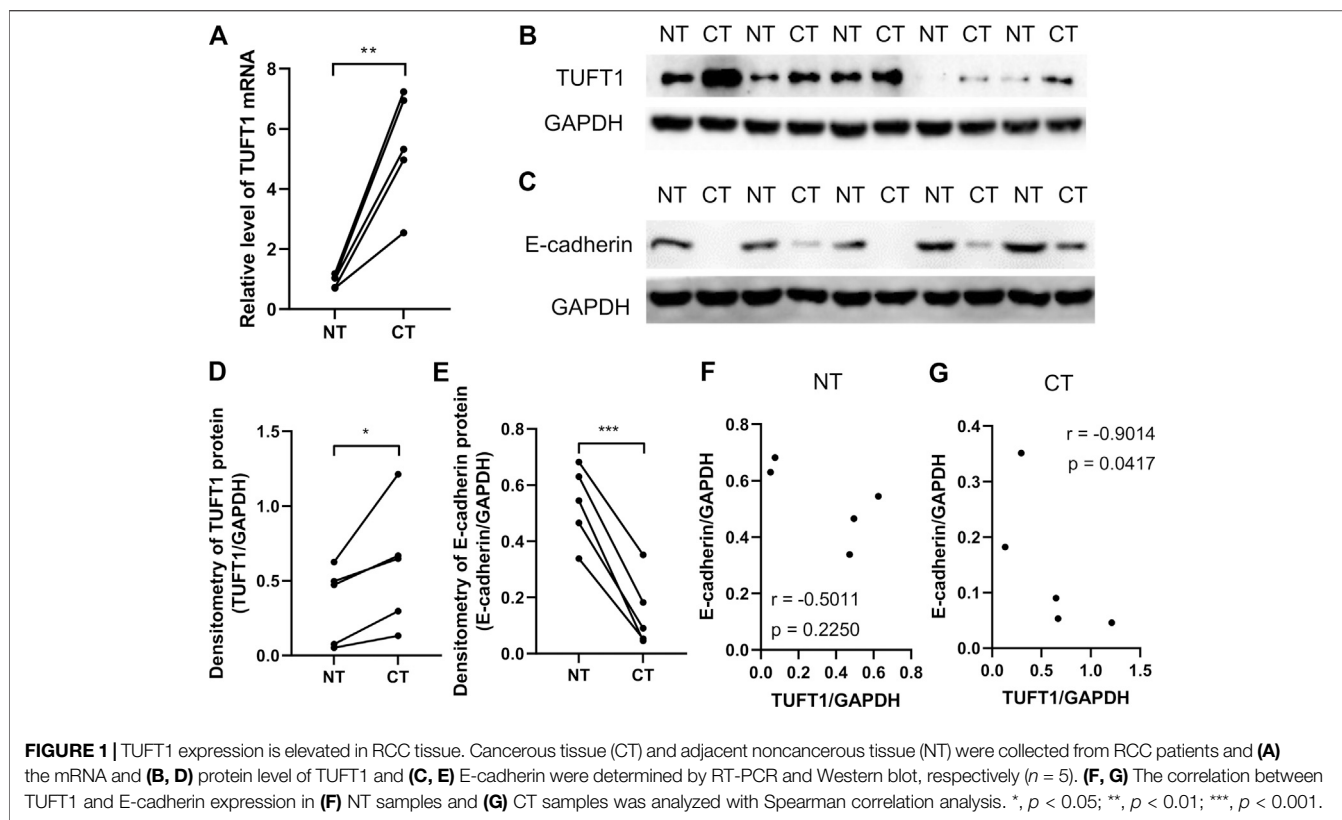 A
**
8
6
4
2
0
Relative level of TUFT1 mRNA
NT CT
B
NT CT NT CT NT CT NT CT NT CT
TUFT1
GAPDH
C
NT CT NT CT NT CT NT CT NT CT
E-cadherin
GAPDH
D
*
1.5
1.0
0.5
0.0
Densitometry of TUFT1 protein
(TUFT1/GAPDH)
NT CT
E
***
0.8
0.6
0.4
0.2
0.0
Densitometry of E-cadherin protein
(E-cadherin/GAPDH)
NT CT
F
NT
0.8
0.6
0.4
0.2
0.0
E-cadherin/GAPDH
r = -0.5011
p = 0.2250
0.0 0.2 0.4 0.6 0.8
TUFT1/GAPDH
G
CT
r = -0.9014
p = 0.0417
0.4
0.3
0.2
0.1
0.0
E-cadherin/GAPDH
0.0 0.5 1.0 1.5
TUFT1/GAPDH
FIGURE 1 | TUFT1 expression is elevated in RCC tissue. Cancerous tissue (CT) and adjacent noncancerous tissue (NT) were collected from RCC patients and (A)
the mRNA and (B, D) protein level of TUFT1 and (C, E) E-cadherin were determined by RT-PCR and Western blot, respectively (n = 5). (F, G) The correlation between
TUFT1 and E-cadherin expression in (F) NT samples and (G) CT samples was analyzed with Spearman correlation analysis. *, p < 0.05; **, p < 0.01; ***, p < 0.001.